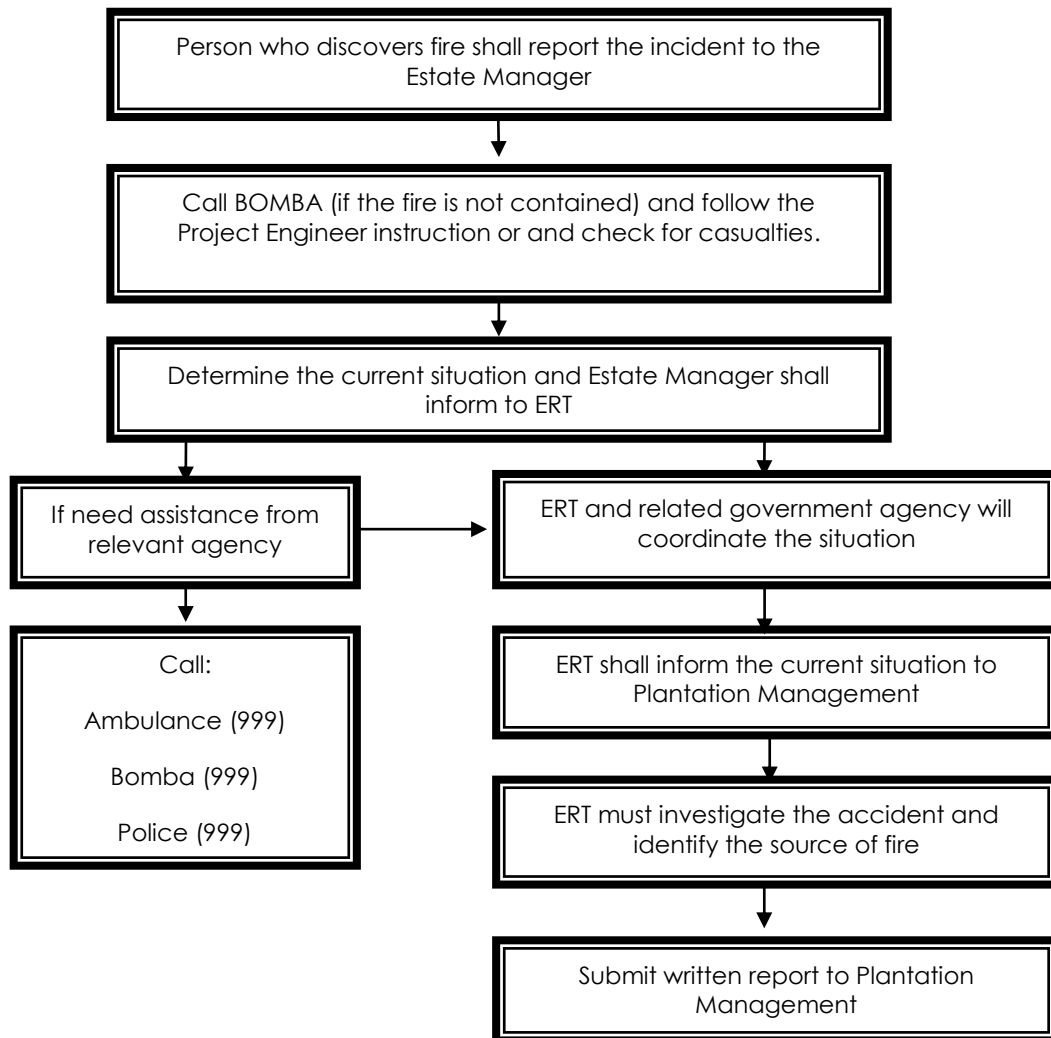 Person who discovers fire shall report the incident to the
Estate Manager
Call BOMBA (if the fire is not contained) and follow the
Project Engineer instruction or and check for casualties.
Determine the current situation and Estate Manager shall
inform to ERT
If need assistance from
relevant agency
ERT and related government agency will
coordinate the situation
Call:
Ambulance (999)
Bomba (999)
Police (999)
ERT shall inform the current situation to
Plantation Management
ERT must investigate the accident and
identify the source of fire
Submit written report to Plantation
Management